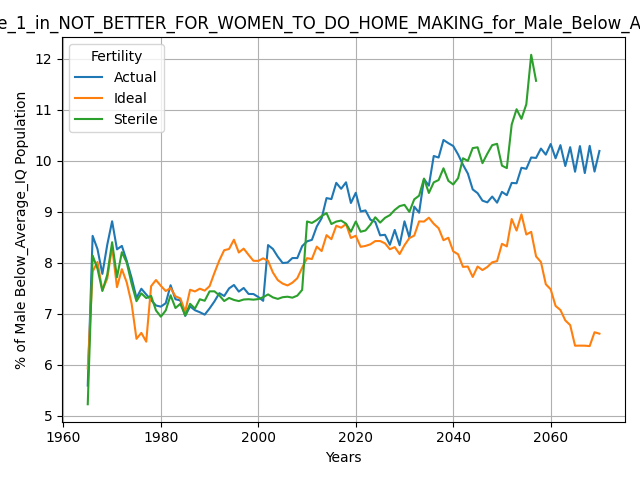 e_1_in_NOT_BETTER_FOR_WOMEN_TO_DO_HOME_MAKING_for_Male_Below_A
Fertility
Actual
Ideal
Sterile
% of Male Below_Average_IQ Population
12
11
10
9
8
7
6
5
1960
1980
2000
2020
2040
2060
Years